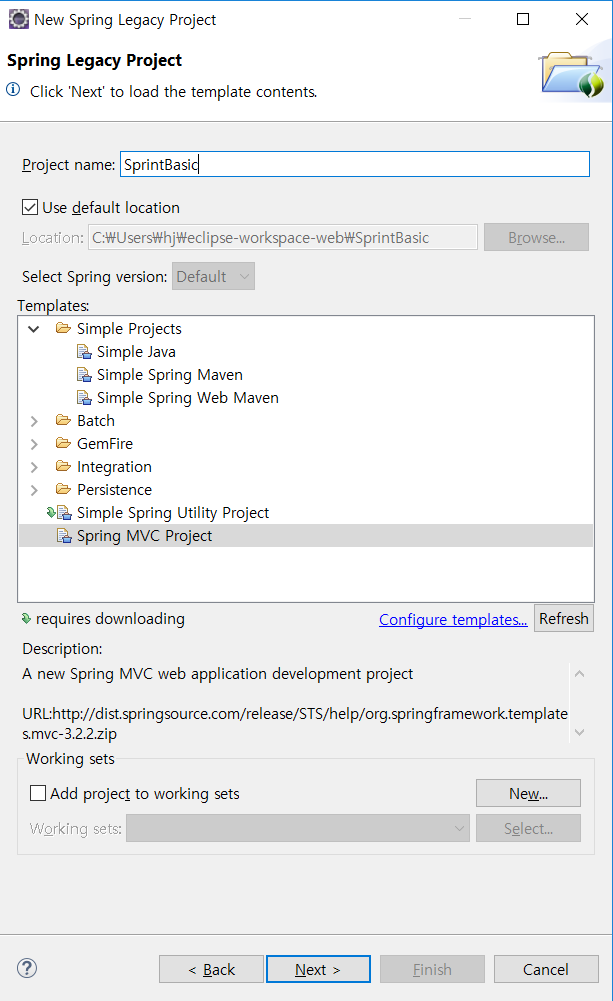 New Spring Legacy Project
Spring Legacy Project
Click 'Next' to load the template contents.
Project name: SprintBasic
Use default location
Location: C:₩Users₩hj₩eclipse-workspace-web₩SprintBasic Browse...
Select Spring version: Default
Templates:
Simple Projects
Simple Java
Simple Spring Maven
Simple Spring Web Maven
Batch
GemFire
Integration
Persistence
Simple Spring Utility Project
Spring MVC Project
requires downloading Configure templates... Refresh
Description:
A new Spring MVC web application development project
URL:http://dist.springsource.com/release/STS/help/org.springframework.template
s.mvc-3.2.2.zip
Working sets
Add project to working sets New...
Working sets: Select...
? < Back Next > Finish Cancel